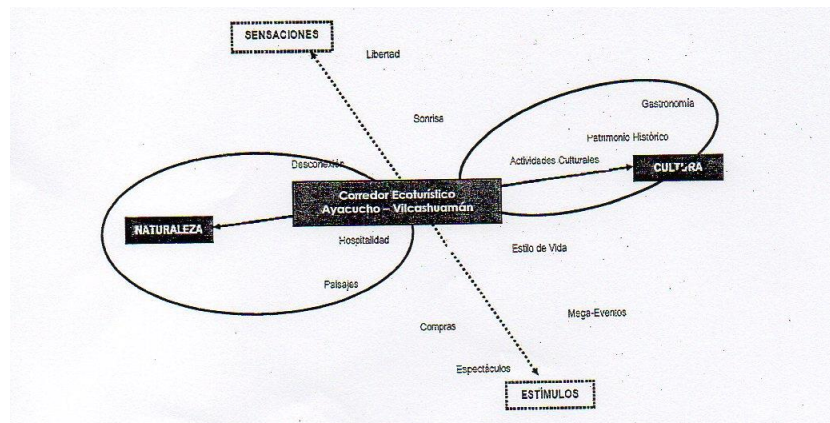 SENSACIONES
Libertad
Sonrisa
Gastronomía
Patrimonio Histórico
Actividades Culturales
CULTURA
Desconexión
Corredor Ecoturístico
Ayacucho – Vilcashuamán
NATURALEZA
Hospitalidad
Estilo de Vida
Paisajes
Mega-Eventos
Compras
Espectáculos
ESTÍMULOS